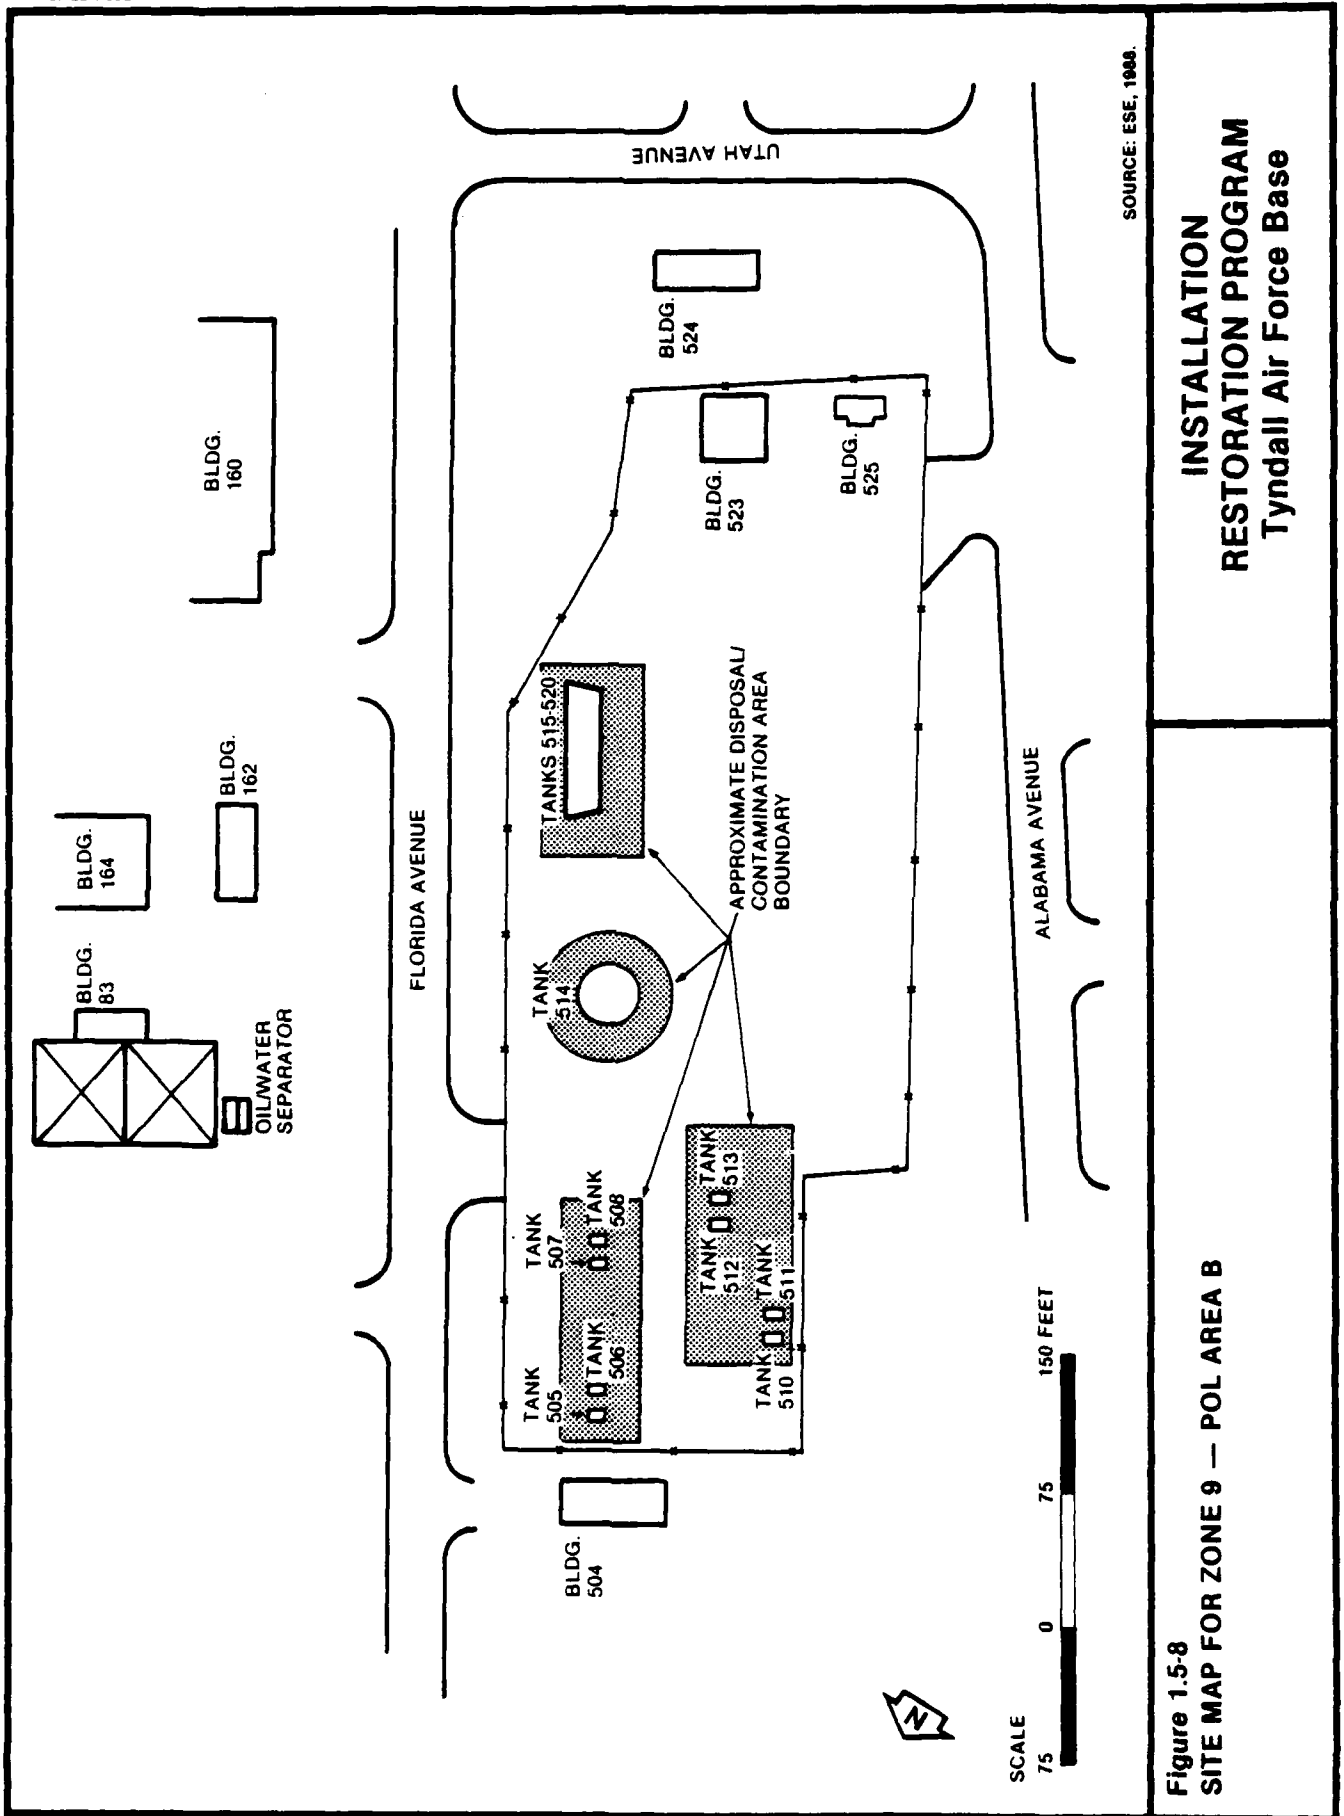 BLDG.
83
BLDG.
164
BLDG.
162
BLDG.
160
OIL/WATER
SEPARATOR
FLORIDA AVENUE
UTAH AVENUE
BLDG.
504
TANK
505
TANK
506
TANK
507
TANK
508
TANK
510
TANK
511
TANK
512
TANK
513
TANK
514
TANKS 515-520
APPROXIMATE DISPOSAL/
CONTAMINATION AREA
BOUNDARY
BLDG.
523
BLDG.
524
BLDG.
525
ALABAMA AVENUE
N
SCALE
75 0 75 150 FEET
SOURCE: ESE, 1988.
Figure 1.5-8
SITE MAP FOR ZONE 9 — POL AREA B
INSTALLATION
RESTORATION PROGRAM
Tyndall Air Force Base